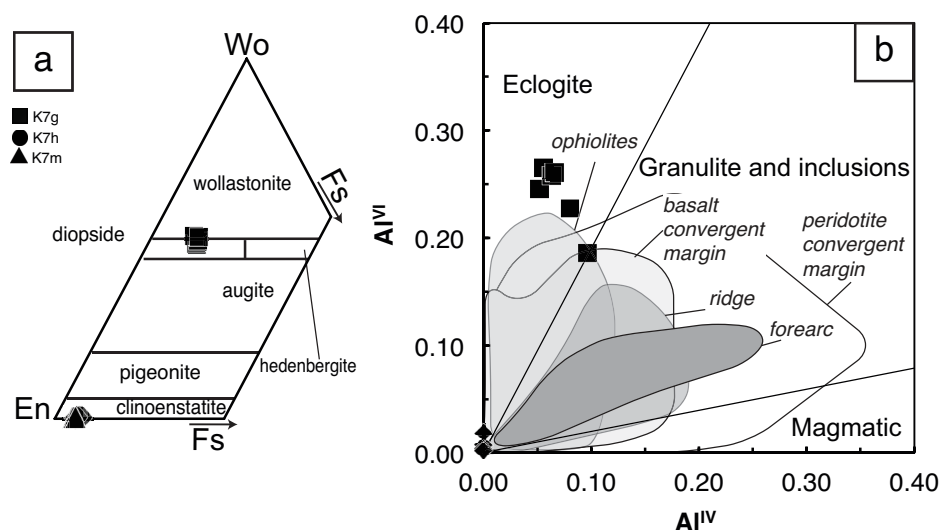 a
K7g
K7h
K7m
Wo
wollastonite
Fs
diopside
augite
hedenbergite
pigeonite
clinoenstatite
En
Fs
b
Eclogite
ophiolites
Granulite and inclusions
basalt
convergent
margin
peridotite
convergent
margin
ridge
forearc
Magmatic
0.40
0.30
0.20
0.10
0.00
Al^VI
0.00
0.10
0.20
0.30
0.40
Al^IV